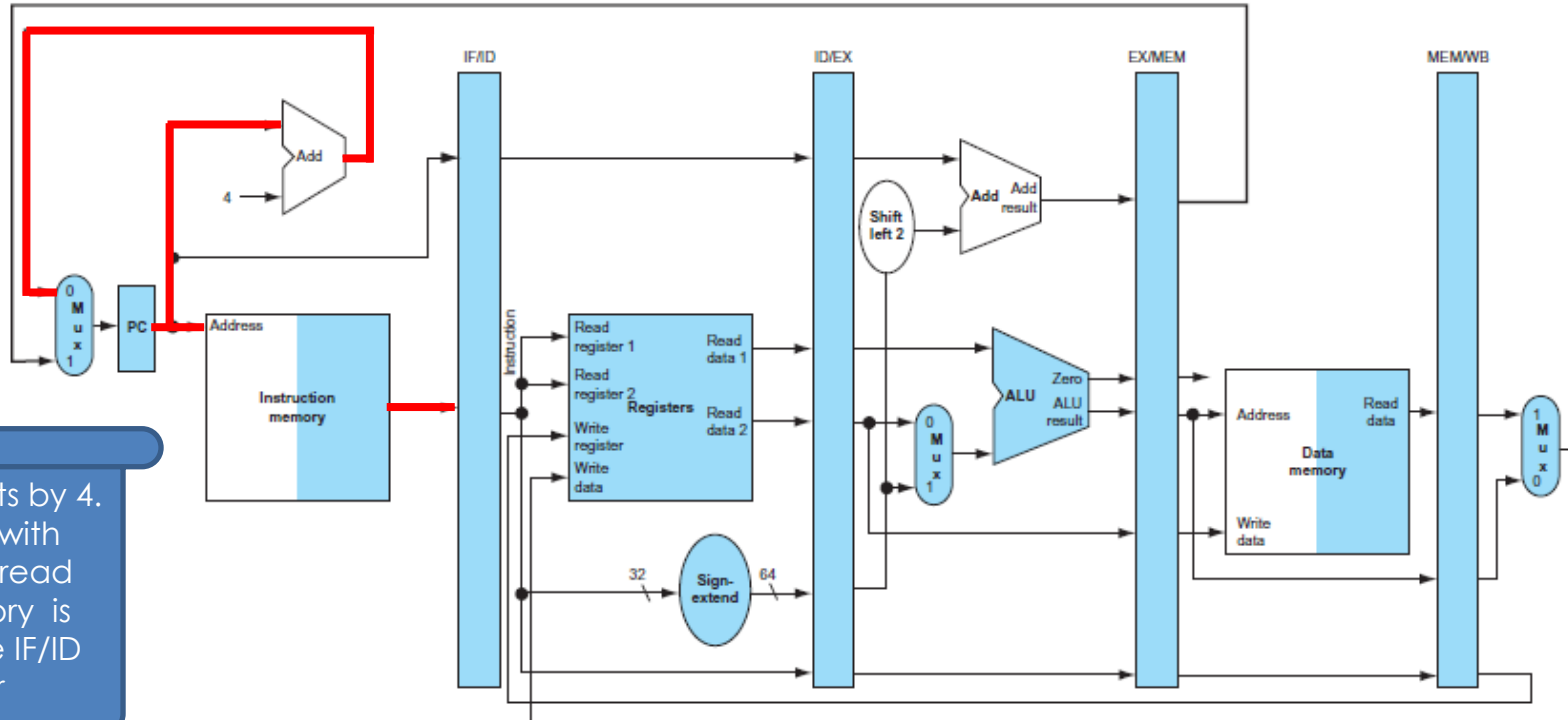 IF/ID
ID/EX
EX/MEM
MEM/WB
Add
4
Add
Add
result
Shift
left 2
0
M
u
x
1
PC
Address
Instruction
memory
Instruction
Read
register 1
Read
register 2
Write
register
Write
data
Registers
Read
data 1
Read
data 2
32
Sign-
extend
64
0
M
u
x
1
ALU
Zero
ALU
result
Address
Write
data
Data
memory
Read
data
1
M
u
x
0
ts by 4.
with
read
ory is
e IF/ID